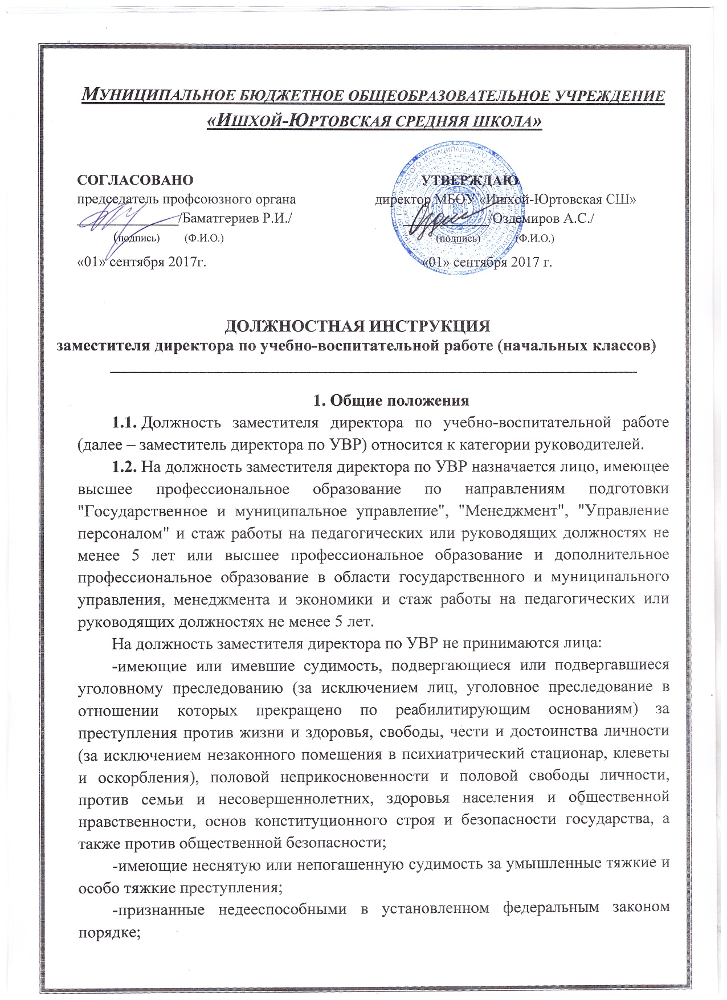 МУНИЦИПАЛЬНОЕ БЮДЖЕТНОЕ ОБЩЕОБРАЗОВАТЕЛЬНОЕ УЧРЕЖДЕНИЕ
«ИШХОЙ-ЮРТОВСКАЯ СРЕДНЯЯ ШКОЛА»
СОГЛАСОВАНО УТВЕРЖДАЮ
председатель профсоюзного органа директор МБОУ «Ишхой-Юртовская СШ»
/Баматгериев Р.И./ /Оздемиров А.С./
(подпись) (Ф.И.О.) (подпись) (Ф.И.О.)
«01» сентября 2017г. «01» сентября 2017 г.
ДОЛЖНОСТНАЯ ИНСТРУКЦИЯ
заместителя директора по учебно-воспитательной работе (начальных классов)
1. Общие положения
1.1. Должность заместителя директора по учебно-воспитательной работе
(далее – заместитель директора по УВР) относится к категории руководителей.
1.2. На должность заместителя директора по УВР назначается лицо, имеющее
высшее профессиональное образование по направлениям подготовки
"Государственное и муниципальное управление", "Менеджмент", "Управление
персоналом" и стаж работы на педагогических или руководящих должностях не
менее 5 лет или высшее профессиональное образование и дополнительное
профессиональное образование в области государственного и муниципального
управления, менеджмента и экономики и стаж работы на педагогических или
руководящих должностях не менее 5 лет.
На должность заместителя директора по УВР не принимаются лица:
-имеющие или имевшие судимость, подвергающиеся или подвергавшиеся
уголовному преследованию (за исключением лиц, уголовное преследование в
отношении которых прекращено по реабилитирующим основаниям) за
преступления против жизни и здоровья, свободы, чести и достоинства личности
(за исключением незаконного помещения в психиатрический стационар, клеветы
и оскорбления), половой неприкосновенности и половой свободы личности,
против семьи и несовершеннолетних, здоровья населения и общественной
нравственности, основ конституционного строя и безопасности государства, а
также против общественной безопасности;
-имеющие неснятую или непогашенную судимость за умышленные тяжкие и
особо тяжкие преступления;
-признанные недееспособными в установленном федеральным законом
порядке;